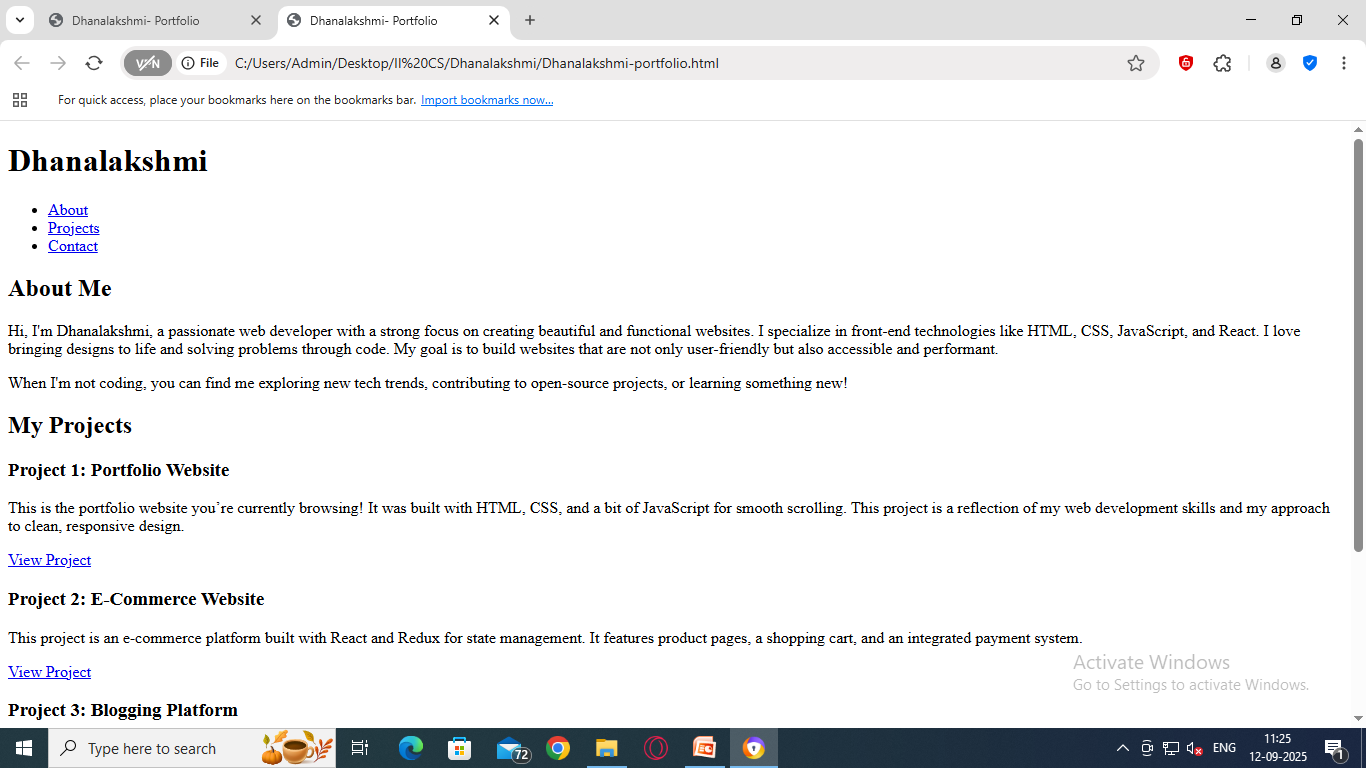 Dhanalakshmi- Portfolio
Dhanalakshmi- Portfolio
VPN
File
C:/Users/Admin/Desktop/II%20CS/Dhanalakshmi/Dhanalakshmi-portfolio.html
For quick access, place your bookmarks here on the bookmarks bar. Import bookmarks now...
Dhanalakshmi
About
Projects
Contact
About Me
Hi, I'm Dhanalakshmi, a passionate web developer with a strong focus on creating beautiful and functional websites. I specialize in front-end technologies like HTML, CSS, JavaScript, and React. I love
bringing designs to life and solving problems through code. My goal is to build websites that are not only user-friendly but also accessible and performant.
When I'm not coding, you can find me exploring new tech trends, contributing to open-source projects, or learning something new!
My Projects
Project 1: Portfolio Website
This is the portfolio website you’re currently browsing! It was built with HTML, CSS, and a bit of JavaScript for smooth scrolling. This project is a reflection of my web development skills and my approach
to clean, responsive design.
View Project
Project 2: E-Commerce Website
This project is an e-commerce platform built with React and Redux for state management. It features product pages, a shopping cart, and an integrated payment system.
View Project
Project 3: Blogging Platform
Activate Windows
Go to Settings to activate Windows.
Type here to search
72
ENG
11:25
12-09-2025
1